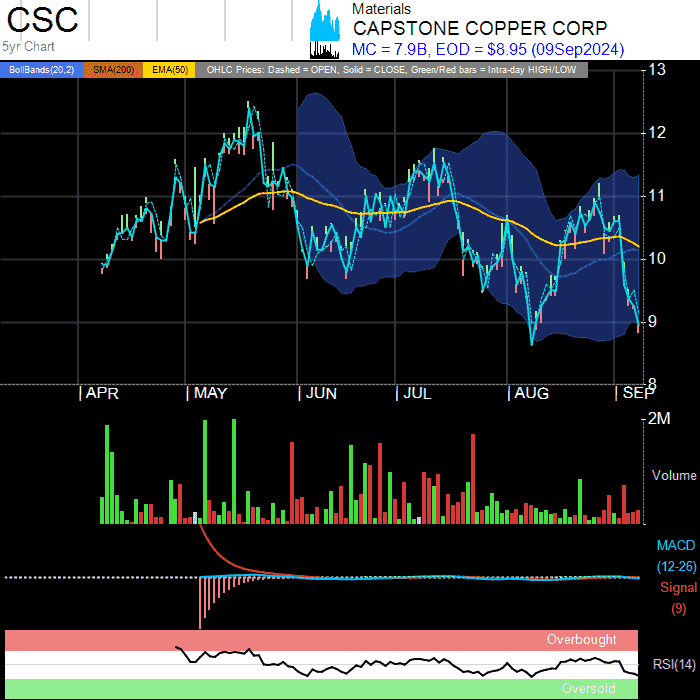 CSC
5yr Chart
Materials
CAPSTONE COPPER CORP
MC = 7.9B, EOD = $8.95 (09Sep2024)
BollBands(20,2) SMA(200) EMA(50) OHLC Prices: Dashed = OPEN, Solid = CLOSE, Green/Red bars = Intra-day HIGH/LOW
13
12
11
10
9
8
| APR | MAY | JUN | JUL | AUG | SEP
2M
Volume
MACD
(12-26)
Signal
(9)
Overbought
RSI(14)
Oversold